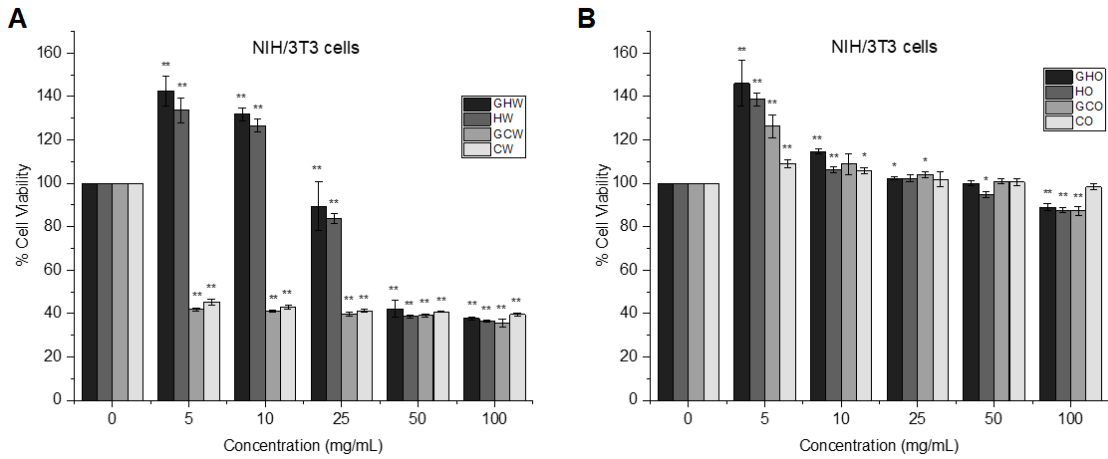 A
NIH/3T3 cells
GHW
HW
GCW
CW
% Cell Viability
160
140
120
100
80
60
40
20
0
** ** ** **
** ** ** **
** ** ** **
** ** ** **
** ** ** **
0 5 10 25 50 100
Concentration (mg/mL)
B
NIH/3T3 cells
GHO
HO
GCO
CO
% Cell Viability
160
140
120
100
80
60
40
20
0
** ** ** **
** ** *
* *
*
** ** **
0 5 10 25 50 100
Concentration (mg/mL)